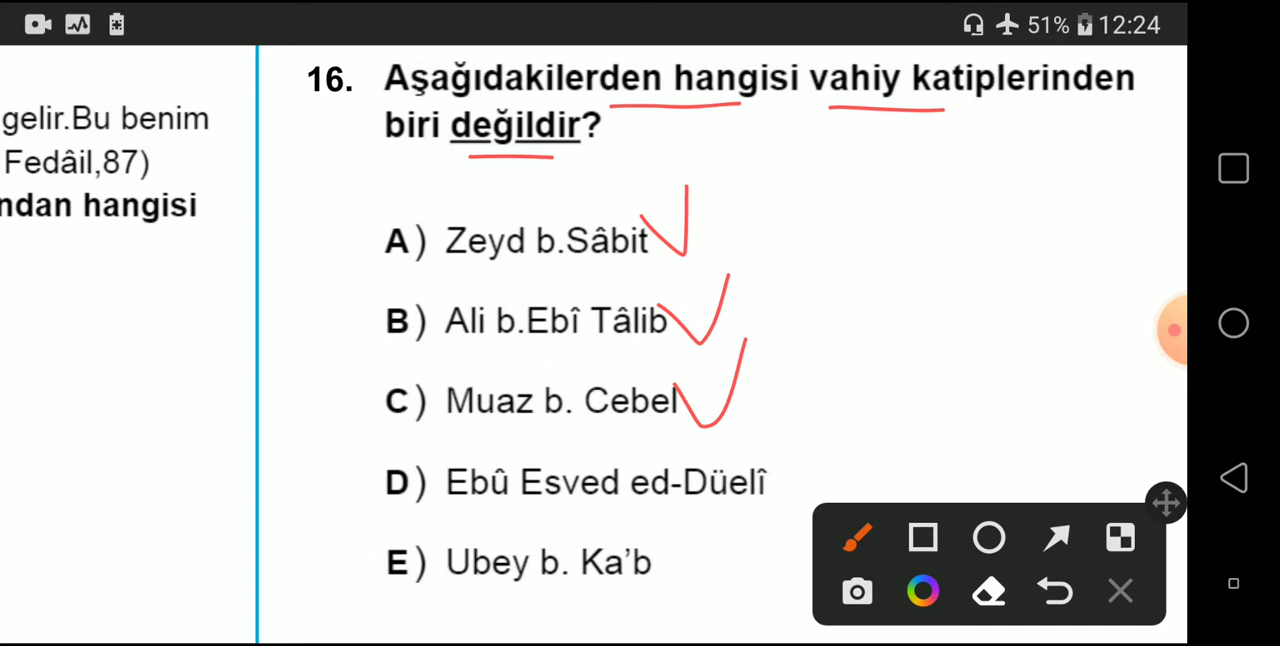 51% 12:24
gelir.Bu benim
Fedâil,87)
ndan hangisi
16. Aşağıdakilerden hangisi vahiy katiplerinden
biri değildir?
A) Zeyd b.Sâbit
B) Ali b.Ebî Tâlib
C) Muaz b. Cebel
D) Ebû Esved ed-Düelî
E) Ubey b. Ka’b